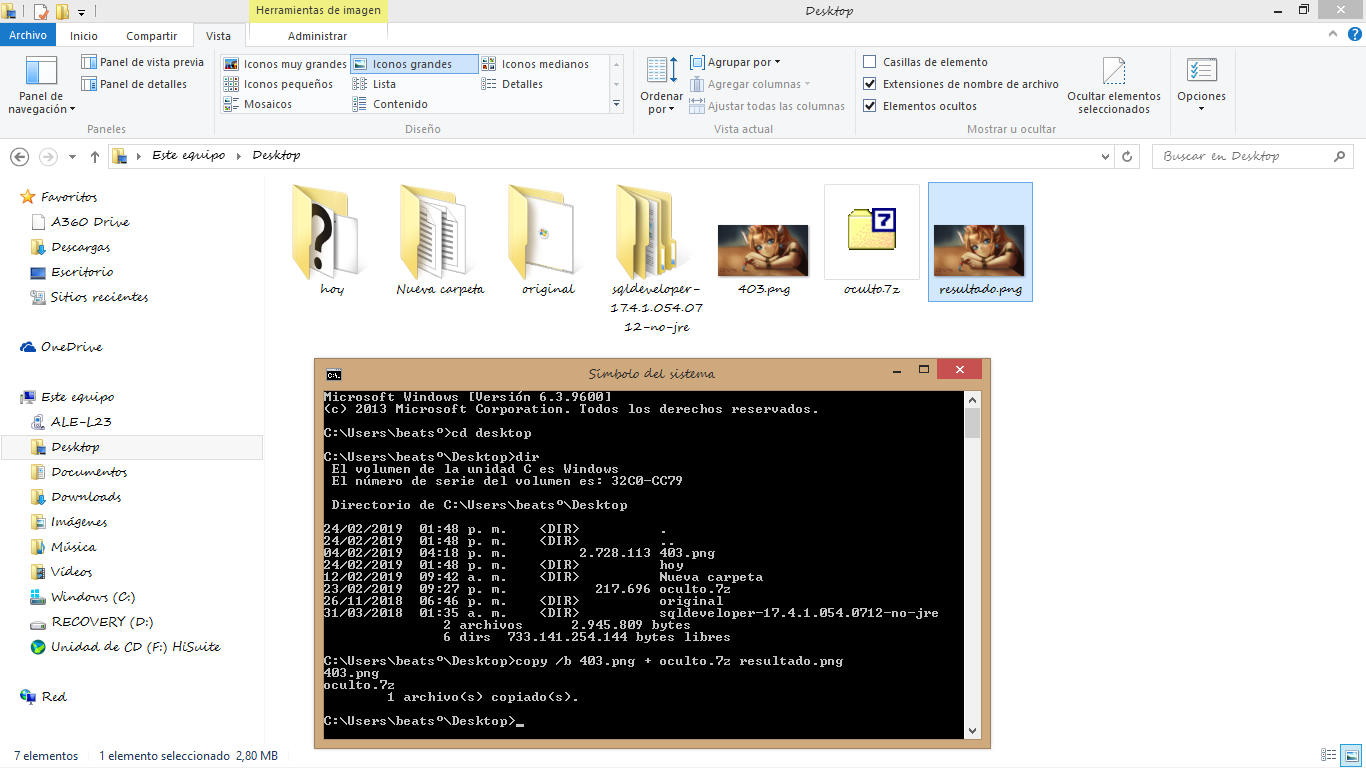 Herramientas de imagen
Desktop
Archivo Inicio Compartir Vista Administrar
Panel de navegación
Panel de vista previa
Panel de detalles
Paneles
Iconos muy grandes Iconos grandes Iconos medianos
Iconos pequeños Lista Detalles
Mosaicos Contenido
Diseño
Ordenar por
Agrupar por
Agregar columnas
Ajustar todas las columnas
Vista actual
Casillas de elemento
Extensiones de nombre de archivo
Elementos ocultos
Ocultar elementos seleccionados
Mostrar u ocultar
Opciones
Este equipo Desktop
Buscar en Desktop
Favoritos
A360 Drive
Descargas
Escritorio
Sitios recientes
OneDrive
Este equipo
ALE-L23
Desktop
Documentos
Downloads
Imágenes
Música
Vídeos
Windows (C:)
RECOVERY (D:)
Unidad de CD (F:) HiSuite
Red
hoy
Nueva carpeta
original
sqldeveloper-
17.4.1.054.07
12-no-jre
403.png
7
oculto.7z
resultado.png
C:\.
Símbolo del sistema
Microsoft Windows [Versión 6.3.9600]
(c) 2013 Microsoft Corporation. Todos los derechos reservados.
C:\Users\beatsº>cd desktop
C:\Users\beatsº\Desktop>dir
El volumen de la unidad C es Windows
El número de serie del volumen es: 32C0-CC79
Directorio de C:\Users\beatsº\Desktop
24/02/2019 01:48 p. m. <DIR> .
24/02/2019 01:48 p. m. <DIR> ..
04/02/2019 04:18 p. m. 2.728.113 403.png
24/02/2019 01:48 p. m. <DIR> hoy
12/02/2019 09:42 a. m. <DIR> Nueva carpeta
23/02/2019 09:27 p. m. 217.696 oculto.7z
26/11/2018 06:46 p. m. <DIR> original
31/03/2018 01:35 a. m. <DIR> sqldeveloper-17.4.1.054.0712-no-jre
2 archivos 2.945.809 bytes
6 dirs 733.141.254.144 bytes libres
C:\Users\beatsº\Desktop>copy /b 403.png + oculto.7z resultado.png
403.png
oculto.7z
1 archivo(s) copiado(s).
C:\Users\beatsº\Desktop>_
7 elementos 1 elemento seleccionado 2,80 MB